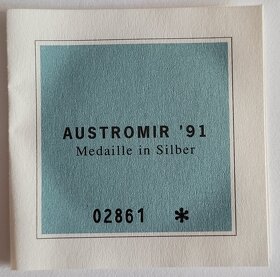 AUSTROMIR '91
Medaille in Silber
02861 *